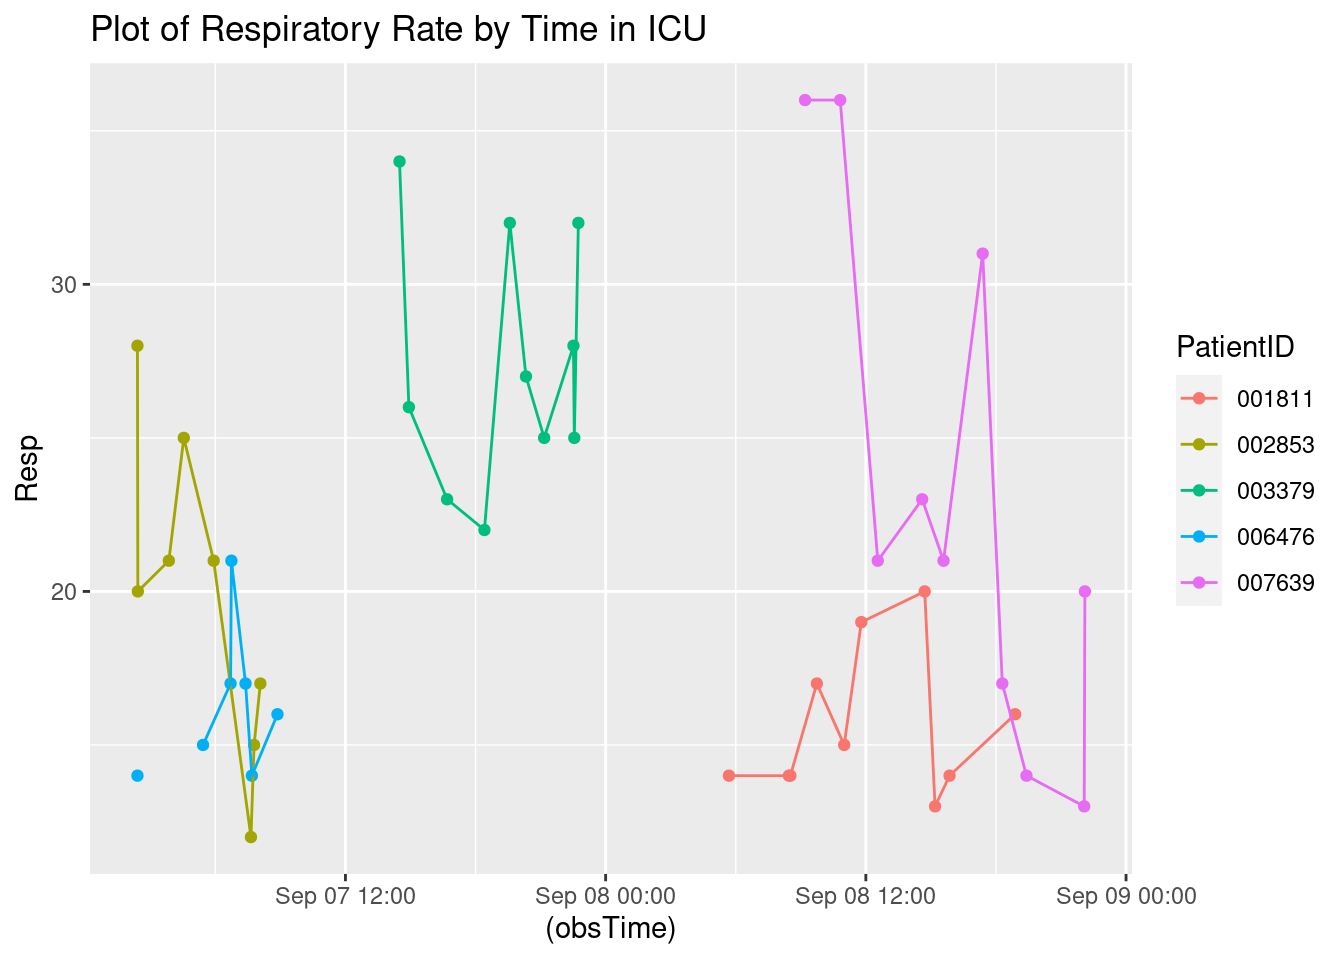 Plot of Respiratory Rate by Time in ICU
Resp
30
20
Sep 07 12:00
Sep 08 00:00
Sep 08 12:00
Sep 09 00:00
(obsTime)
PatientID
001811
002853
003379
006476
007639